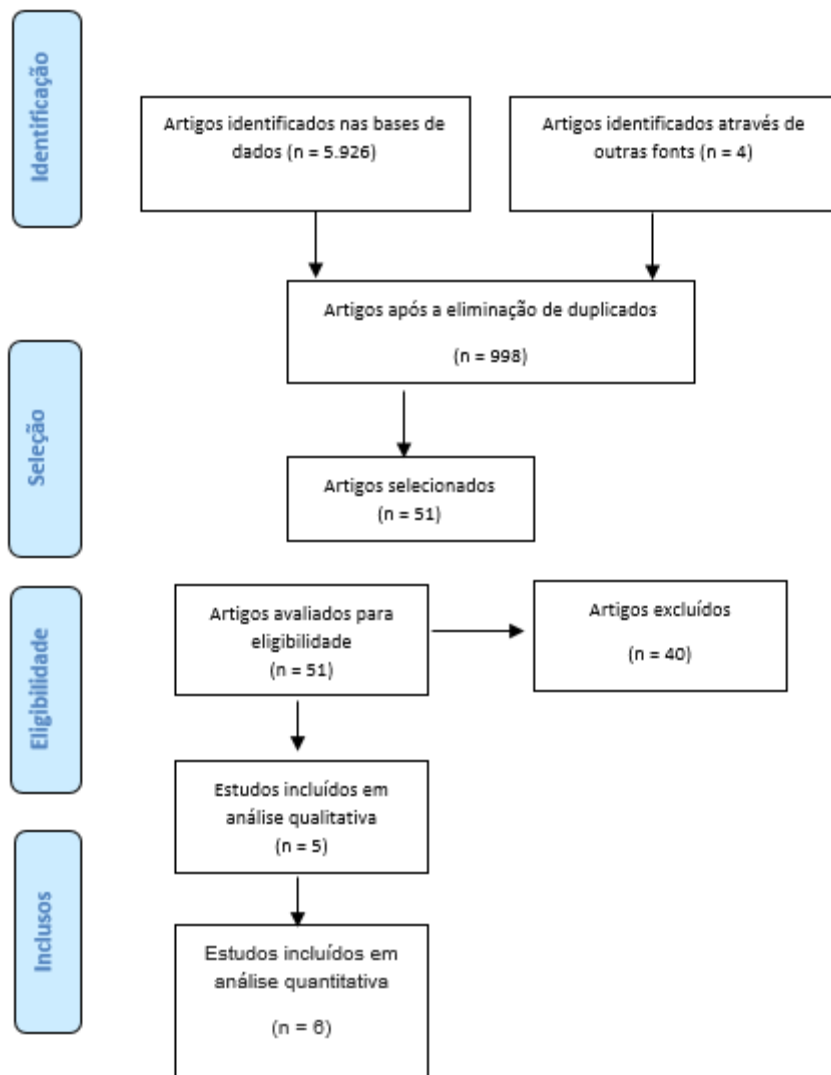 Identificação
Artigos identificados nas bases de
dados (n = 5.926)
Artigos identificados através de
outras fonts (n = 4)
Artigos após a eliminação de duplicados
(n = 998)
Seleção
Artigos selecionados
(n = 51)
Eligibilidade
Artigos avaliados para
eligibilidade
(n = 51)
Artigos excluídos
(n = 40)
Estudos incluídos em
análise qualitativa
(n = 5)
Inclusos
Estudos incluídos em
análise quantitativa
(n = 6)